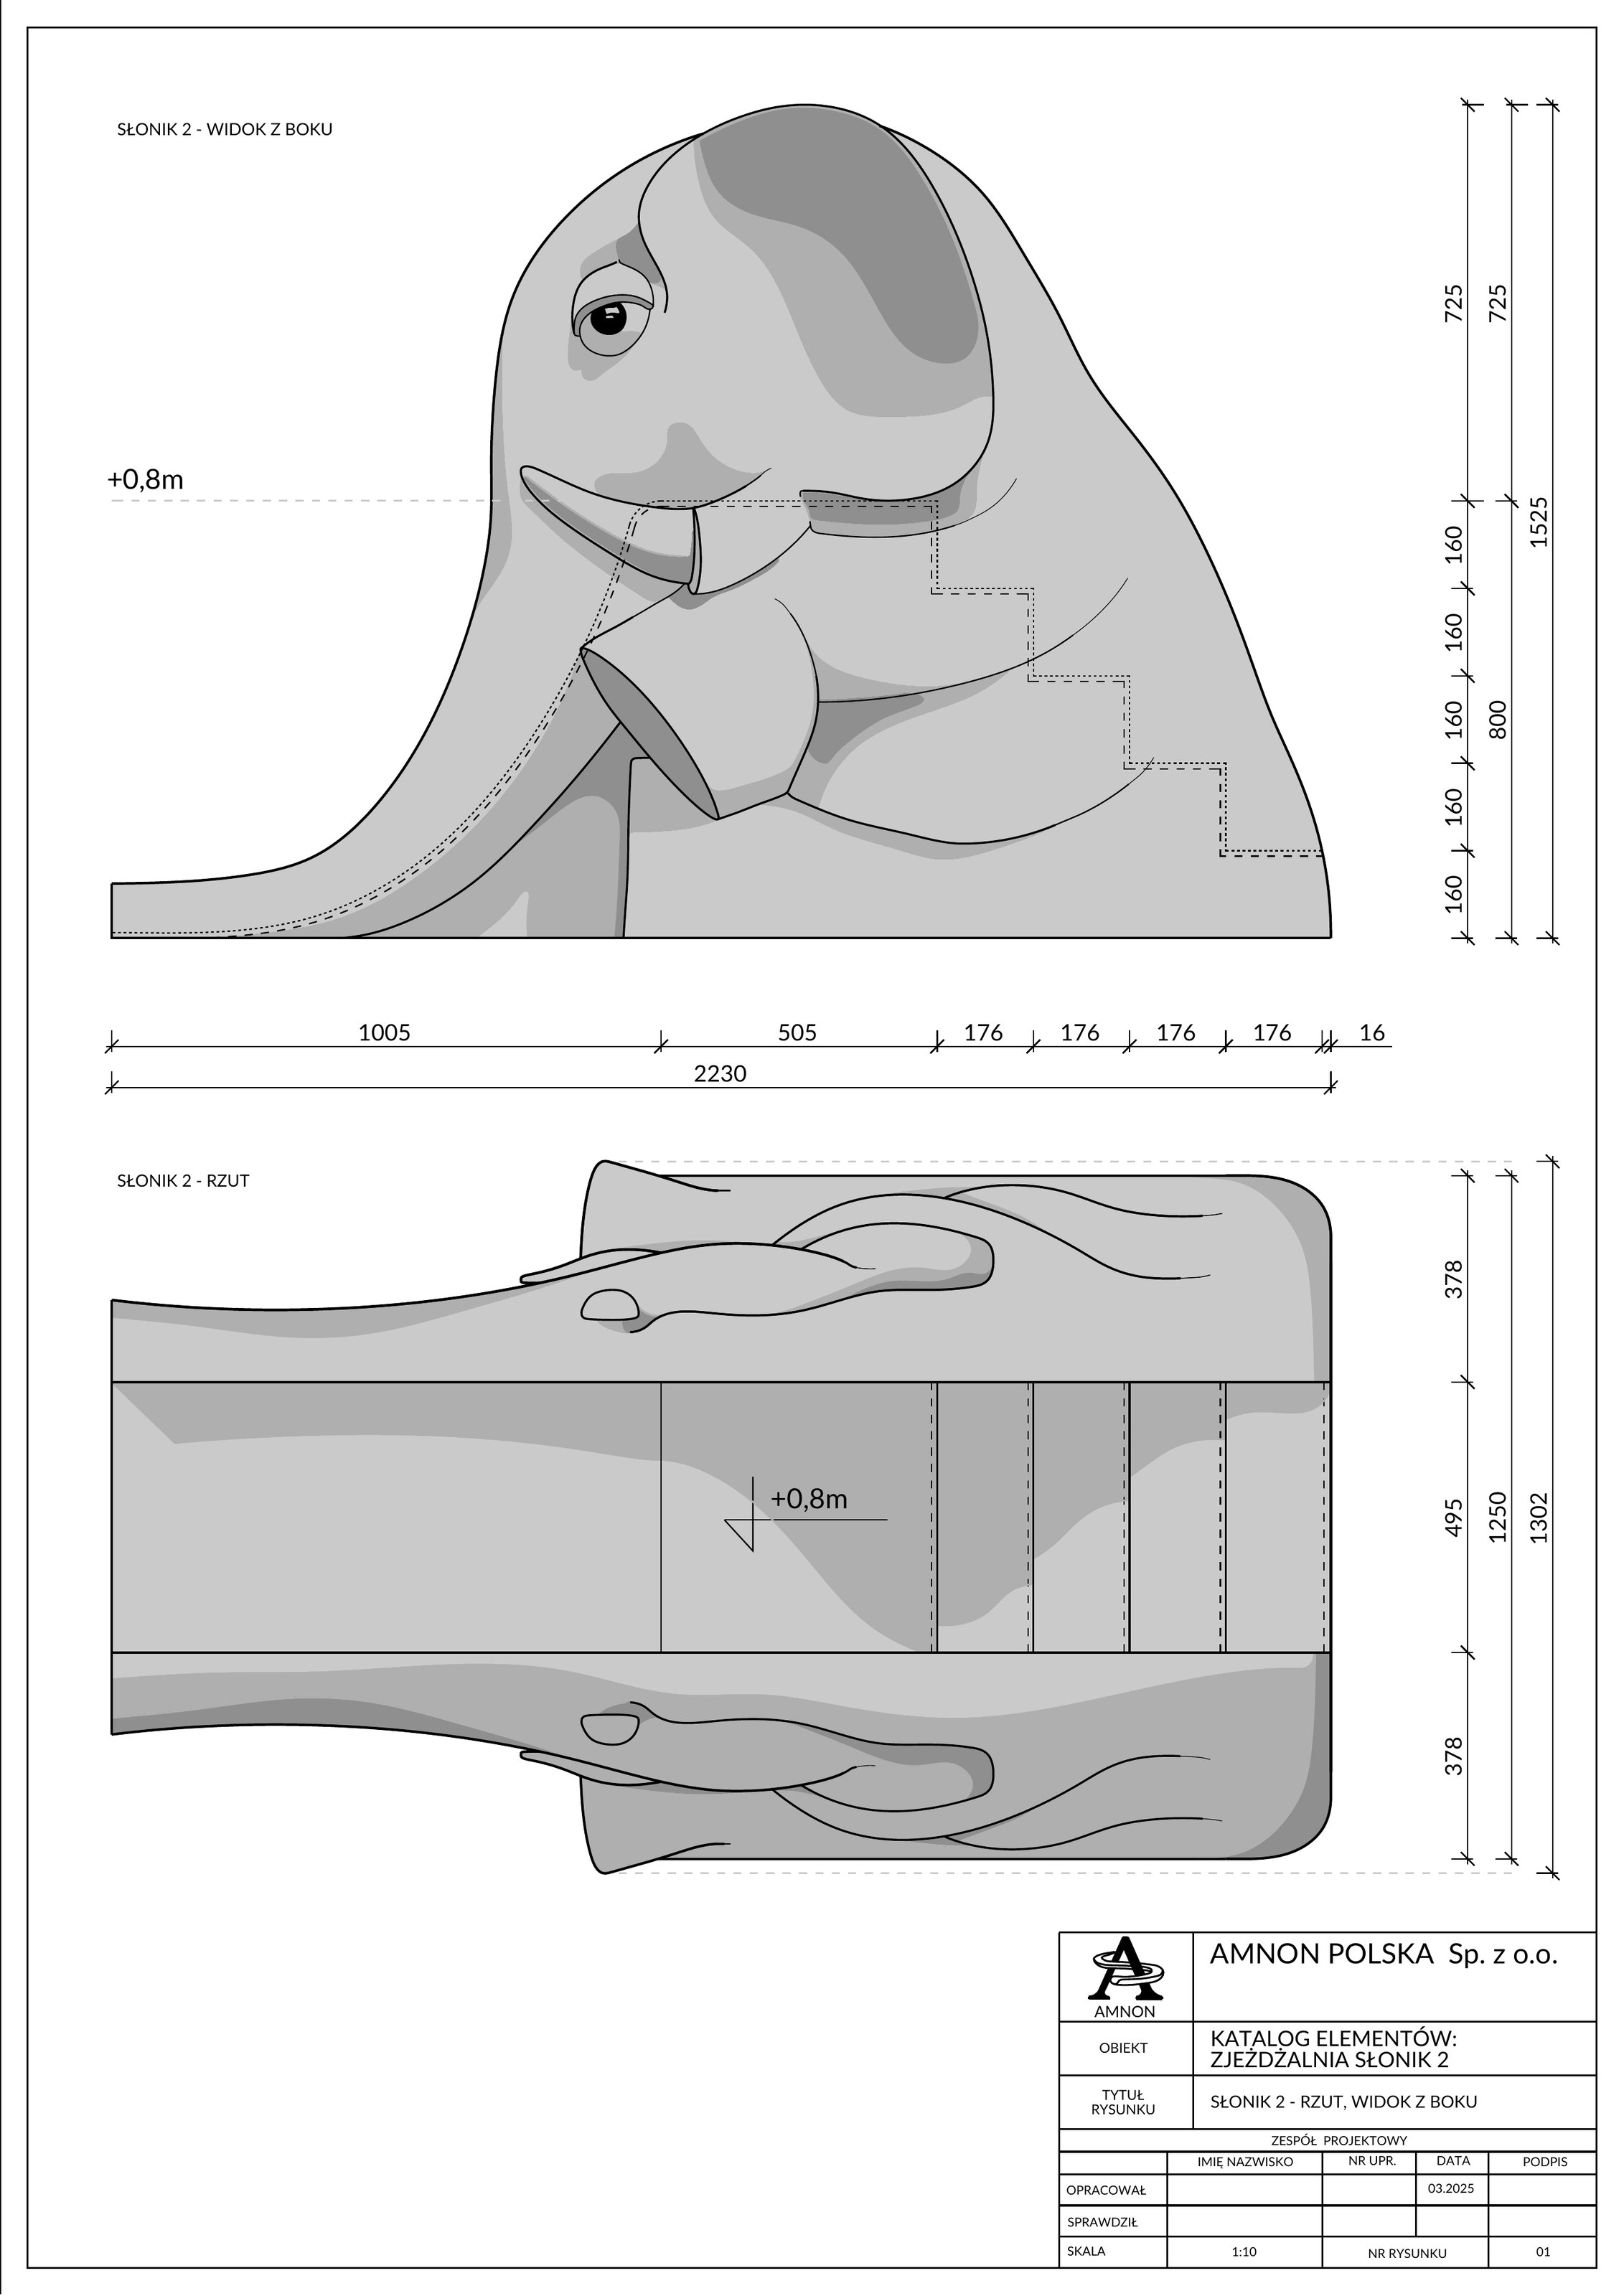 SŁONIK 2 - WIDOK Z BOKU
+0,8m
725
725
1525
160
160
160
800
160
160
1005
505
176
176
176
176
16
2230
SŁONIK 2 - RZUT
378
+0,8m
495
1250
1302
378
AMNON POLSKA Sp. z o.o.
AMNON
OBIEKT
KATALOG ELEMENTÓW:
ZJEŻDŻALNIA SŁONIK 2
TYTUŁ
RYSUNKU
SŁONIK 2 - RZUT, WIDOK Z BOKU
ZESPÓŁ PROJEKTOWY
IMIĘ NAZWISKO NR UPR. DATA PODPIS
OPRACOWAŁ 03.2025
SPRAWDZIŁ
SKALA 1:10 NR RYSUNKU 01